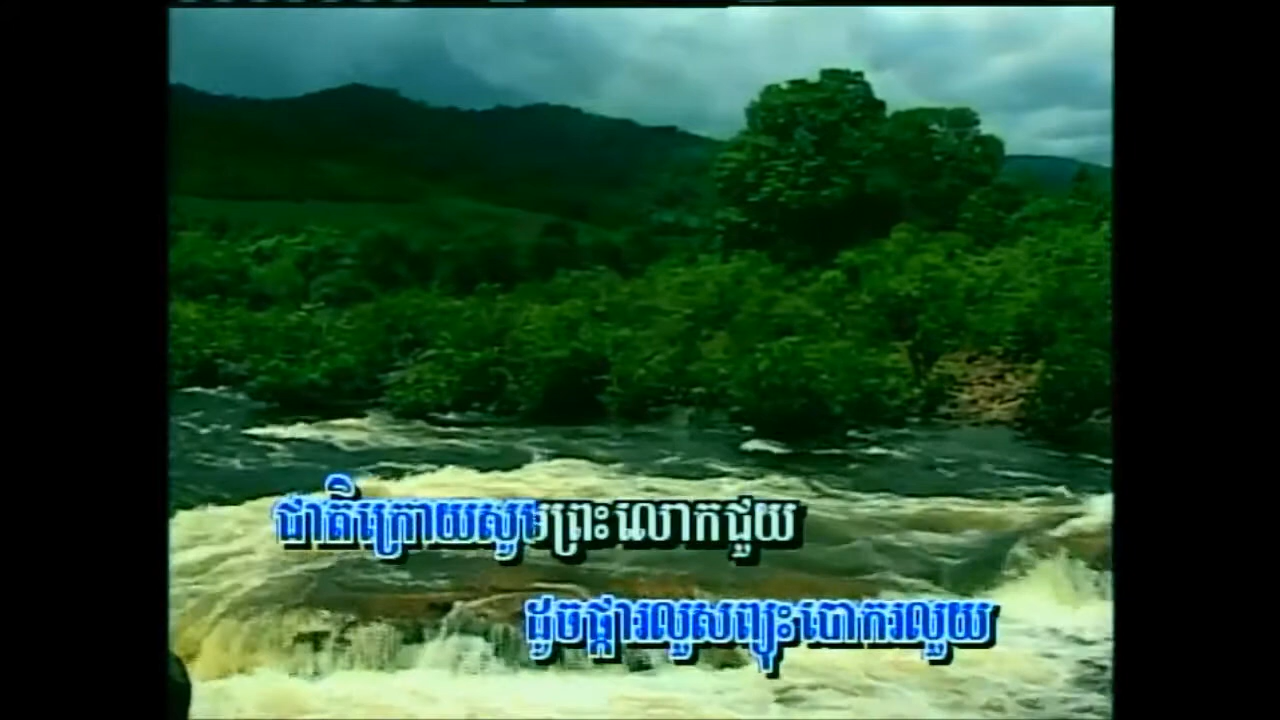 ជាតិក្រោយសូមព្រះលោកជួយ
ដូចផ្ការលួសព្យុះបោករលួយ